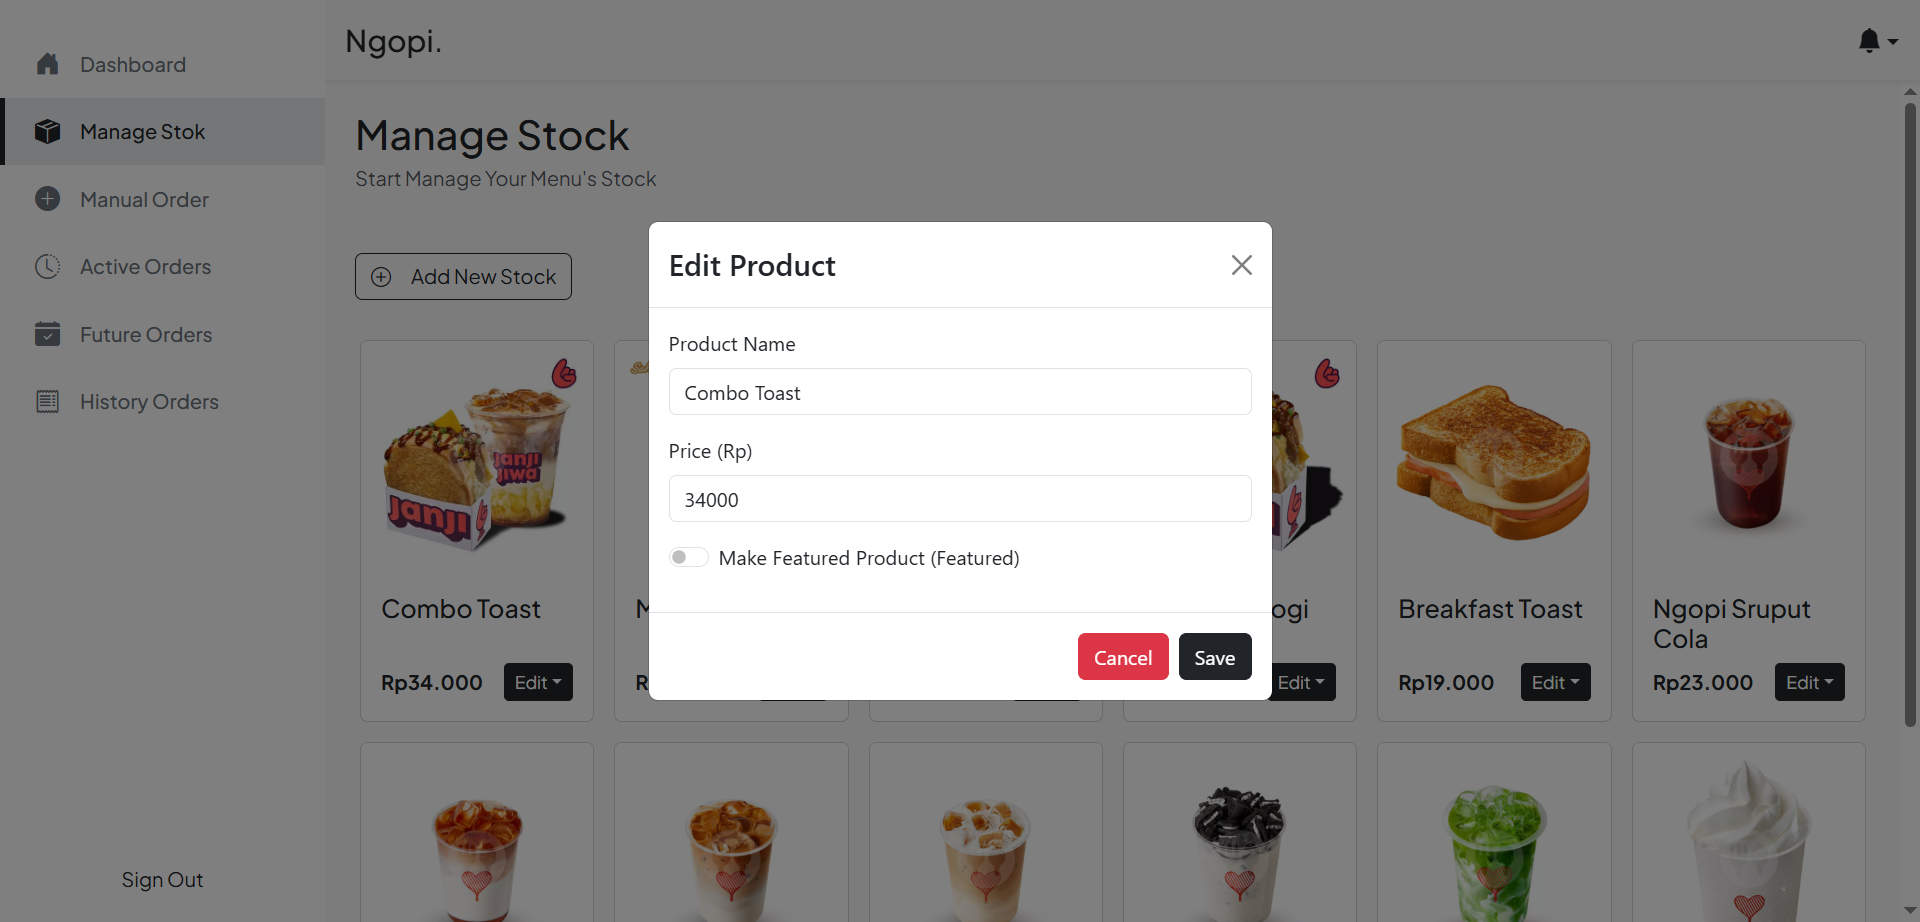 Dashboard
Manage Stok
Manual Order
Active Orders
Future Orders
History Orders
Sign Out
Ngopi.
Manage Stock
Start Manage Your Menu's Stock
Add New Stock
Edit Product
Product Name
Combo Toast
Price (Rp)
34000
Make Featured Product (Featured)
Cancel
Save
janji
jiwa
janji
Combo Toast
Rp34.000
Edit
ogi
Edit
Breakfast Toast
Rp19.000
Edit
Ngopi Sruput
Cola
Rp23.000
Edit